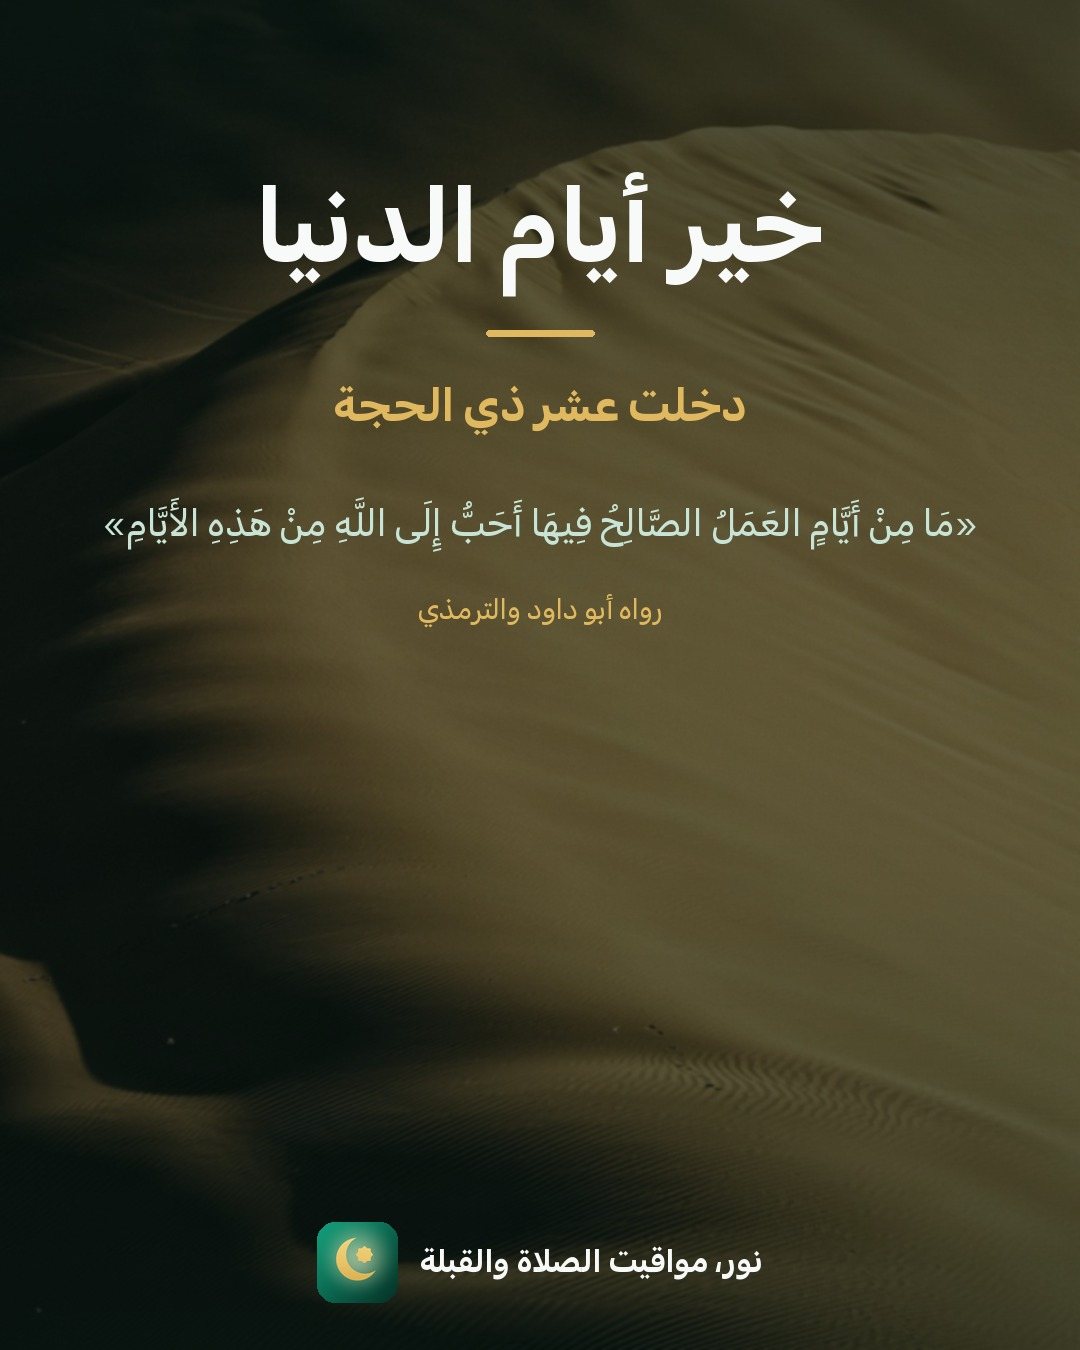 خير أيام الدنيا
دخلت عشر ذي الحجة
«مَا مِنْ أَيَّامٍ العَمَلُ الصَّالِحُ فِيهَا أَحَبُّ إِلَى اللَّهِ مِنْ هَذِهِ الأَيَّامِ»
رواه أبو داود والترمذي
نور، مواقيت الصلاة والقبلة